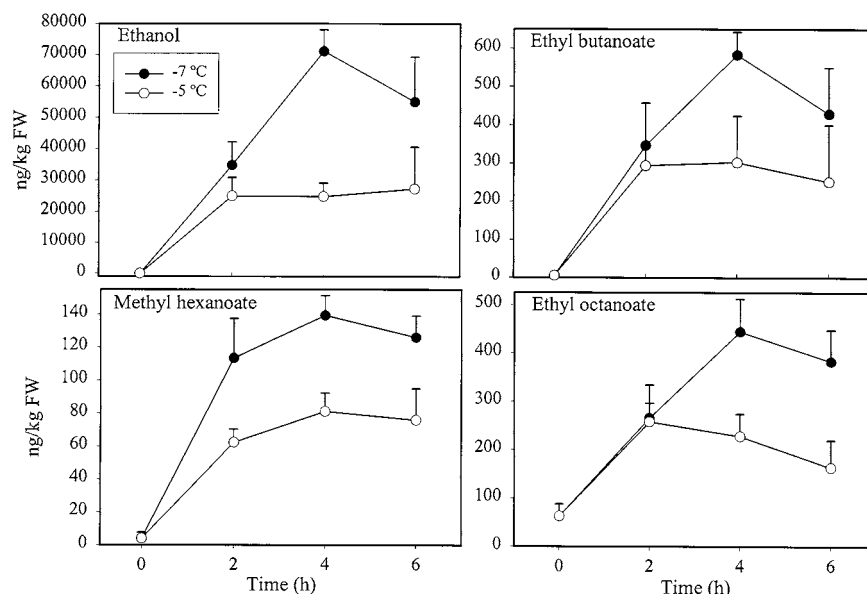 Ethanol
-7 ºC
-5 ºC
80000
70000
60000
50000
40000
30000
20000
10000
0
ng/kg FW
Ethyl butanoate
600
500
400
300
200
100
0
Methyl hexanoate
140
120
100
80
60
40
20
0
ng/kg FW
0 2 4 6
Time (h)
Ethyl octanoate
500
400
300
200
100
0
0 2 4 6
Time (h)